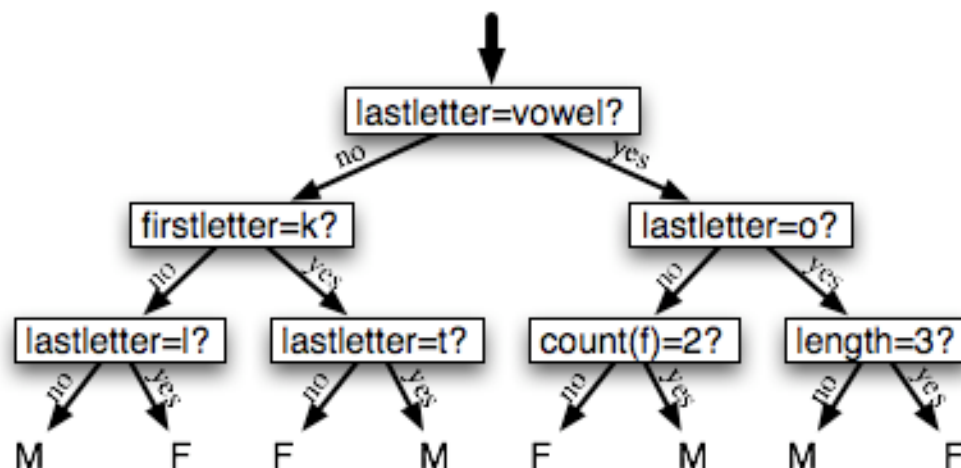 lastletter=vowel?
no yes
firstletter=k? lastletter=o?
no yes no yes
lastletter=l? lastletter=t? count(f)=2? length=3?
no yes no yes no yes no yes
M F F M F M M F